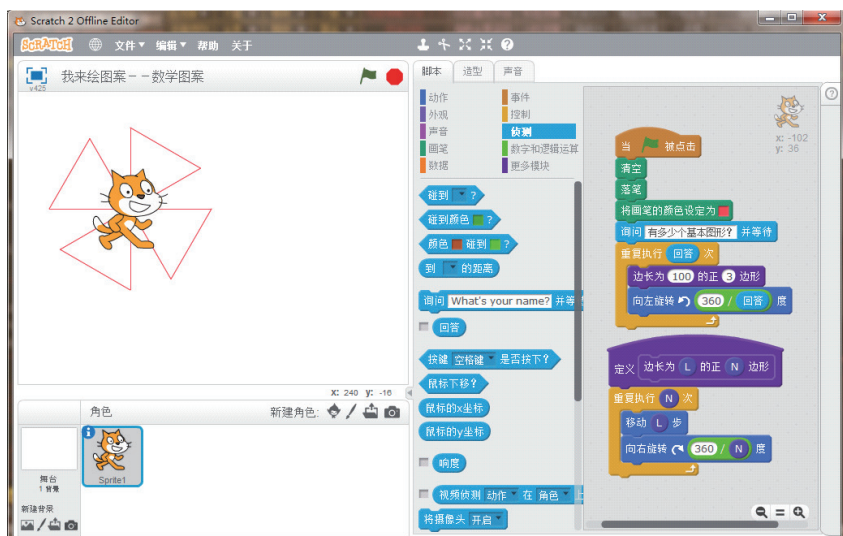 Scratch 2 Offline Editor
SCRATCH 文件▼ 编辑▼ 帮助 关于
v425 我来绘图案－－数学图案
x: 240 y: -16
角色 新建角色:
舞台
1 背景
新建背景
Sprite1
脚本 造型 声音
动作 事件
外观 控制
声音 侦测
画笔 数字和逻辑运算
数据 更多模块
碰到 ?
碰到颜色 ?
颜色 碰到 ?
到 的距离
询问 What's your name? 并等
回答
按键 空格键 是否按下?
鼠标下移?
鼠标的x坐标
鼠标的y坐标
响度
视频侦测 动作 在 角色 上
将摄像头 开启
x: -102
y: 36
当 被点击
清空
落笔
将画笔的颜色设定为
询问 有多少个基本图形? 并等待
重复执行 回答 次
边长为 100 的正 3 边形
向左旋转 360 / 回答 度
定义 边长为 L 的正 N 边形
重复执行 N 次
移动 L 步
向右旋转 360 / N 度